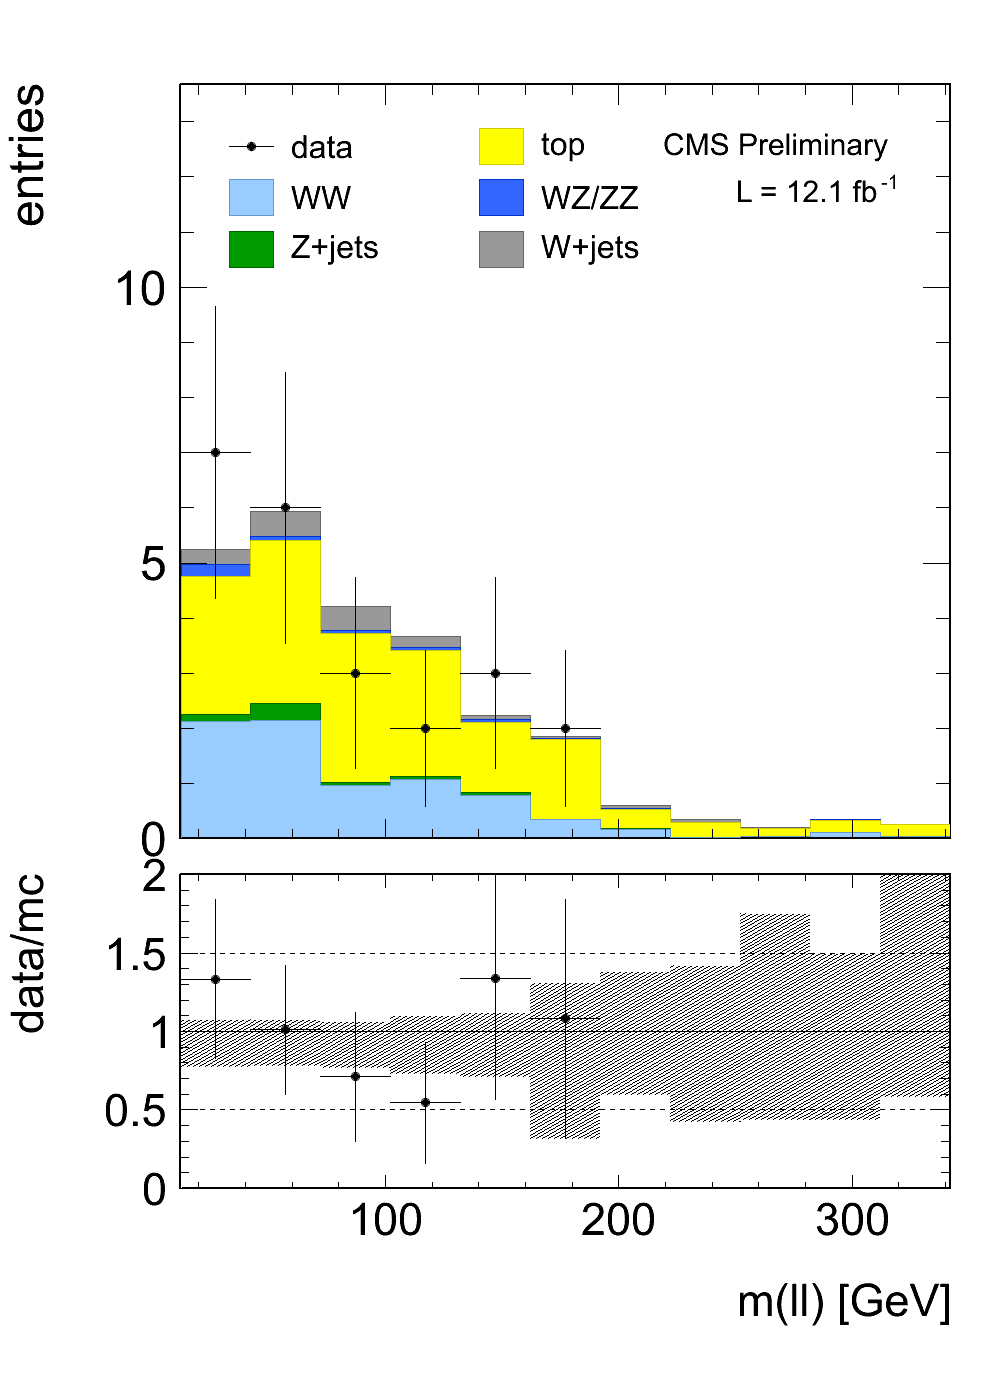 entries
data
top
CMS Preliminary
WW
WZ/ZZ
L = 12.1 fb⁻¹
Z+jets
W+jets
10
5
0
data/mc
2
1.5
1
0.5
0
100 200 300
m(ll) [GeV]